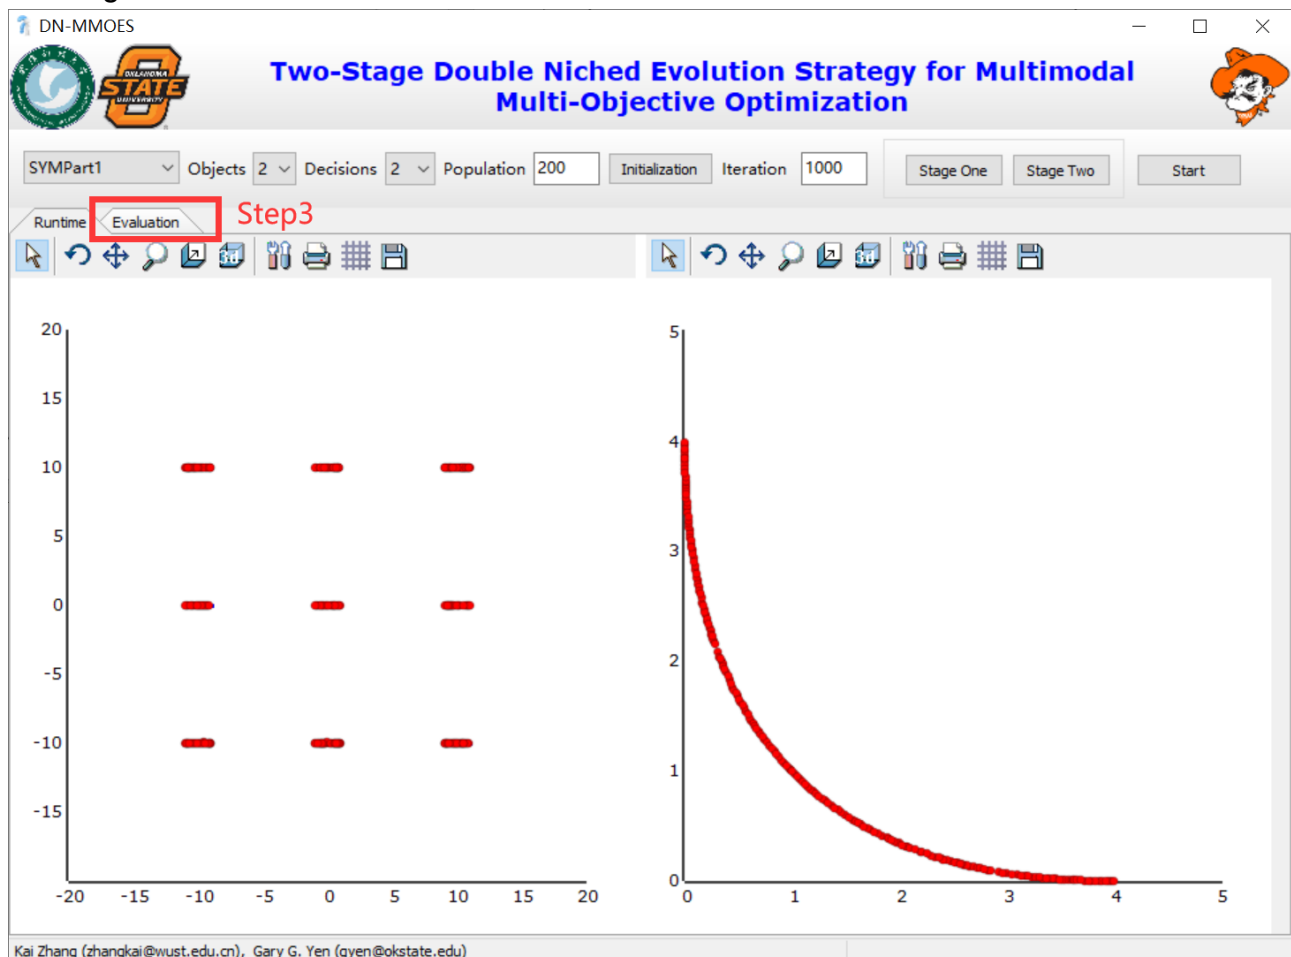 DN-MMOES
OKLAHOMA
STATE
UNIVERSITY
Two-Stage Double Niched Evolution Strategy for Multimodal
Multi-Objective Optimization
SYMPart1 Objects 2 Decisions 2 Population 200 Initialization Iteration 1000 Stage One Stage Two Start
Runtime Evaluation Step3
20
15
10
5
0
-5
-10
-15
-20 -15 -10 -5 0 5 10 15 20
5
4
3
2
1
0
0 1 2 3 4 5
Kai Zhang (zhangkai@wust.edu.cn), Gary G. Yen (gyen@okstate.edu)